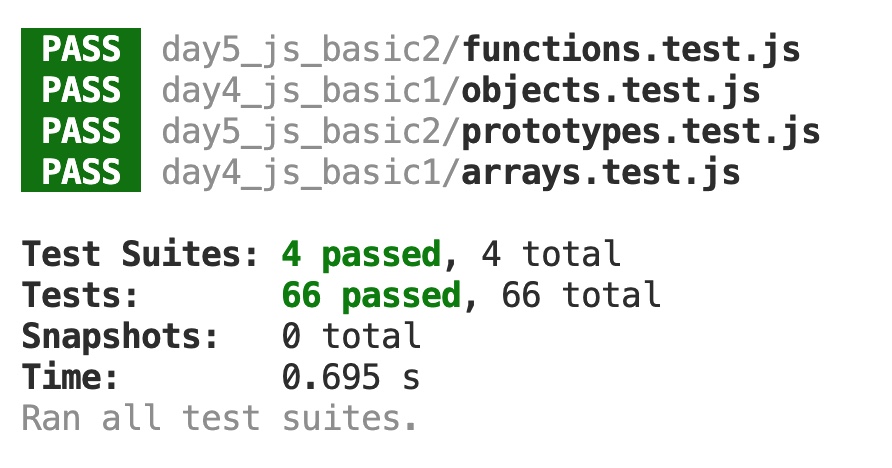 PASS day5_js_basic2/functions.test.js
PASS day4_js_basic1/objects.test.js
PASS day5_js_basic2/prototypes.test.js
PASS day4_js_basic1/arrays.test.js
Test Suites: 4 passed, 4 total
Tests: 66 passed, 66 total
Snapshots: 0 total
Time: 0.695 s
Ran all test suites.